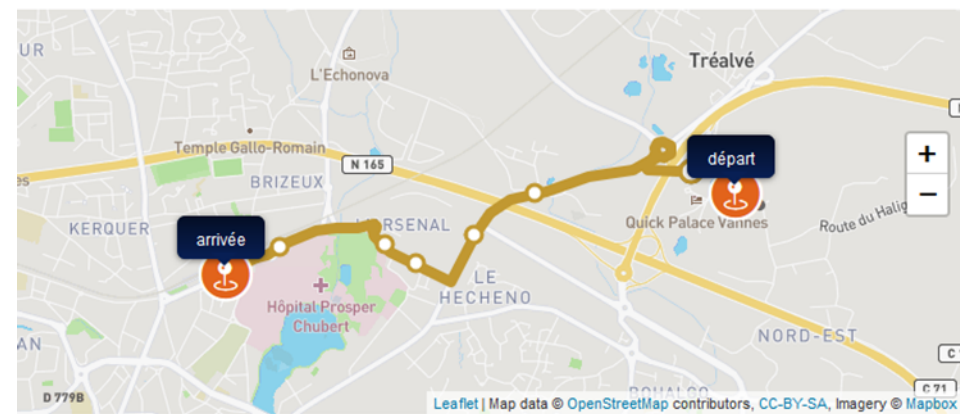 UR
L'Echonova
Tréalvé
Temple Gallo-Romain
N 165
départ
+
−
es
BRIZEUX
KERQUER
L'ARSENAL
arrivée
Quick Palace Vannes
Route du Halig
LE
HECHENO
Hôpital Prosper
Chubert
AN
NORD-EST
C
D 779B
BOHALGO
C 71
Leaflet | Map data © OpenStreetMap contributors, CC-BY-SA, Imagery © Mapbox